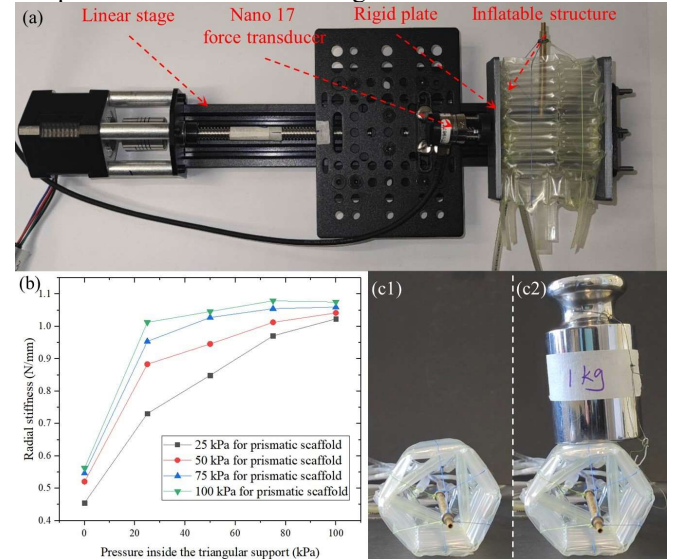 (a)
Linear stage
Nano 17
force transducer
Rigid plate
Inflatable structure
(b)
1.1
1.0
0.9
0.8
0.7
0.6
0.5
0.4
Radial stiffness (N/mm)
25 kPa for prismatic scaffold
50 kPa for prismatic scaffold
75 kPa for prismatic scaffold
100 kPa for prismatic scaffold
0
20
40
60
80
100
Pressure inside the triangular support (kPa)
(c1)
(c2)
1 kg